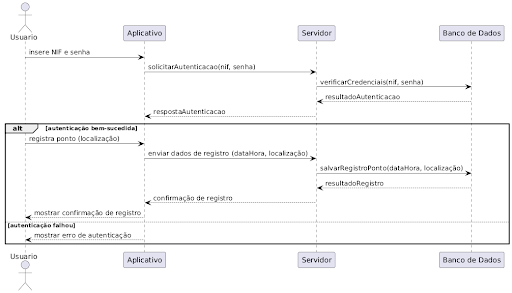 Usuario
Aplicativo
Servidor
Banco de Dados
insere NIF e senha
solicitarAutenticacao(nif, senha)
verificarCredenciais(nif, senha)
resultadoAutenticacao
respostaAutenticacao
alt [autenticação bem-sucedida]
registra ponto (localização)
enviar dados de registro (dataHora, localização)
salvarRegistroPonto(dataHora, localização)
resultadoRegistro
confirmação de registro
mostrar confirmação de registro
[autenticação falhou]
mostrar erro de autenticação
Usuario
Aplicativo
Servidor
Banco de Dados